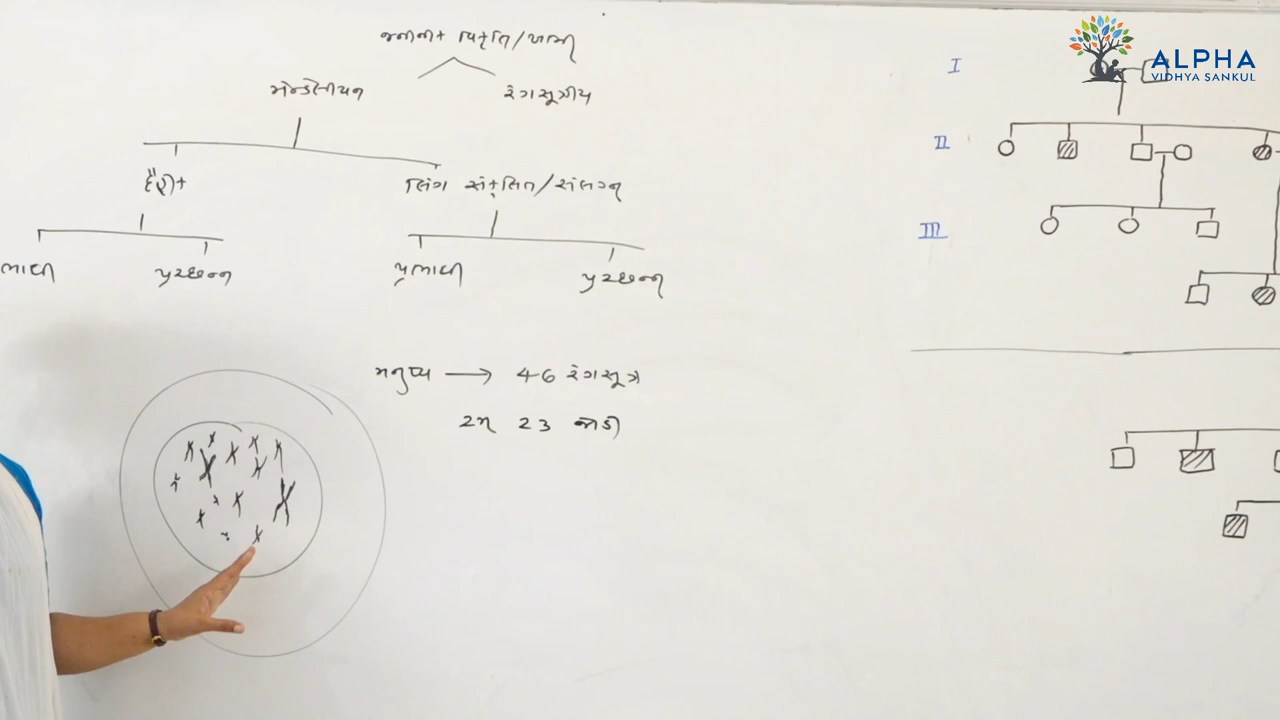 જનીનિક વિકૃતિ/ખામી
મેન્ડેલીયન
રંગસૂત્રીય
દૈહિક
લિંગ સંકલિત/સંલગ્ન
ભાવી
પ્રચ્છન્ન
પ્રભાવી
પ્રચ્છન્ન
મનુષ્ય → 46 રંગસૂત્ર
2n 23 જોડી
I
II
III
ALPHA
VIDHYA SANKUL